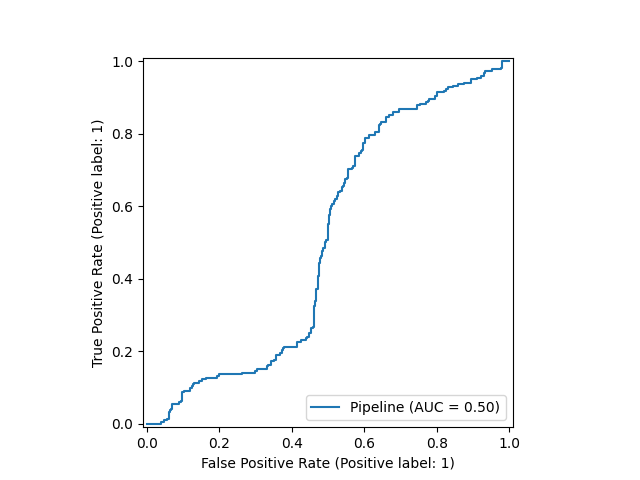 1.0
0.8
0.6
0.4
0.2
0.0
True Positive Rate (Positive label: 1)
Pipeline (AUC = 0.50)
0.0 0.2 0.4 0.6 0.8 1.0
False Positive Rate (Positive label: 1)